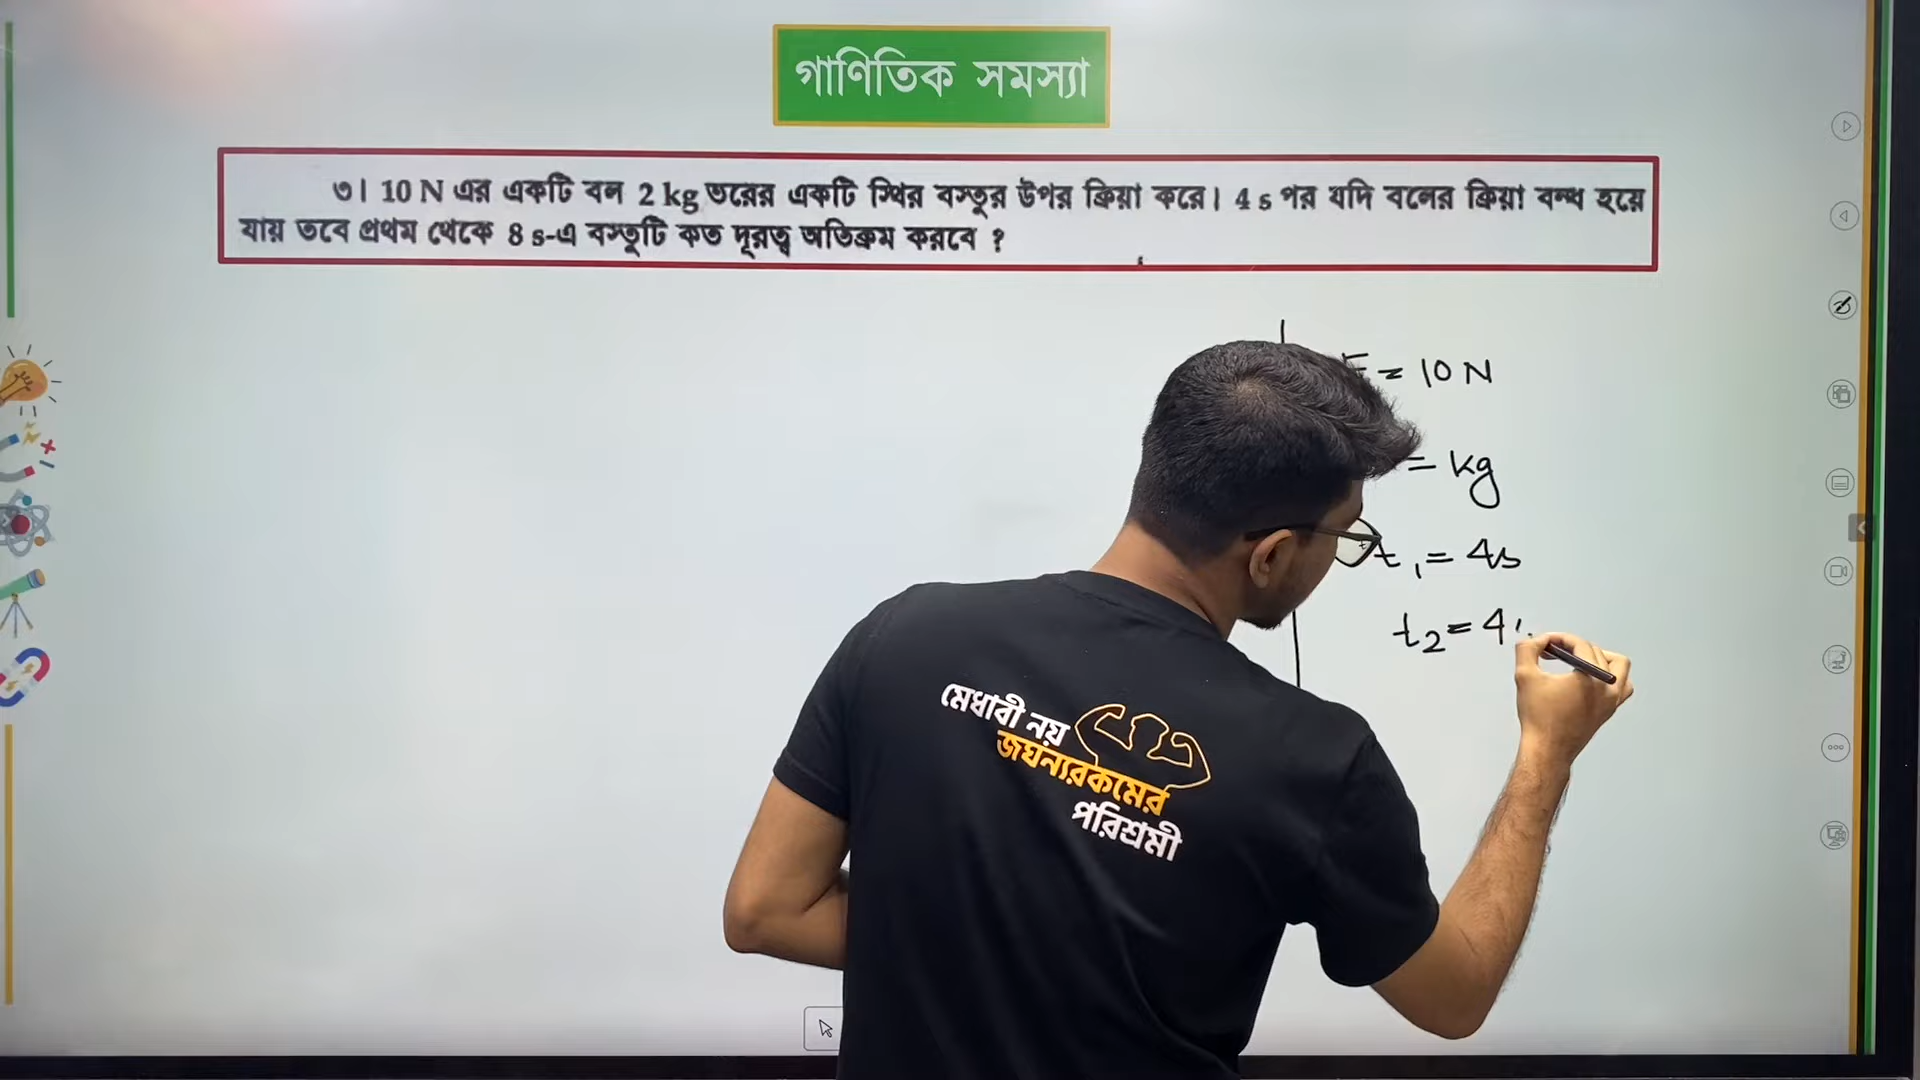 গাণিতিক সমস্যা
৩। 10 N এর একটি বল 2 kg ভরের একটি স্থির বস্তুর উপর ক্রিয়া করে। 4 s পর যদি বলের ক্রিয়া বন্ধ হয়ে
যায় তবে প্রথম থেকে 8 s-এ বস্তুটি কত দূরত্ব অতিক্রম করবে ?
F = 10 N
= kg
t₁ = 4s
t₂ = 4
মেধাবী নয়
জঘন্যরকমের
পরিশ্রমী